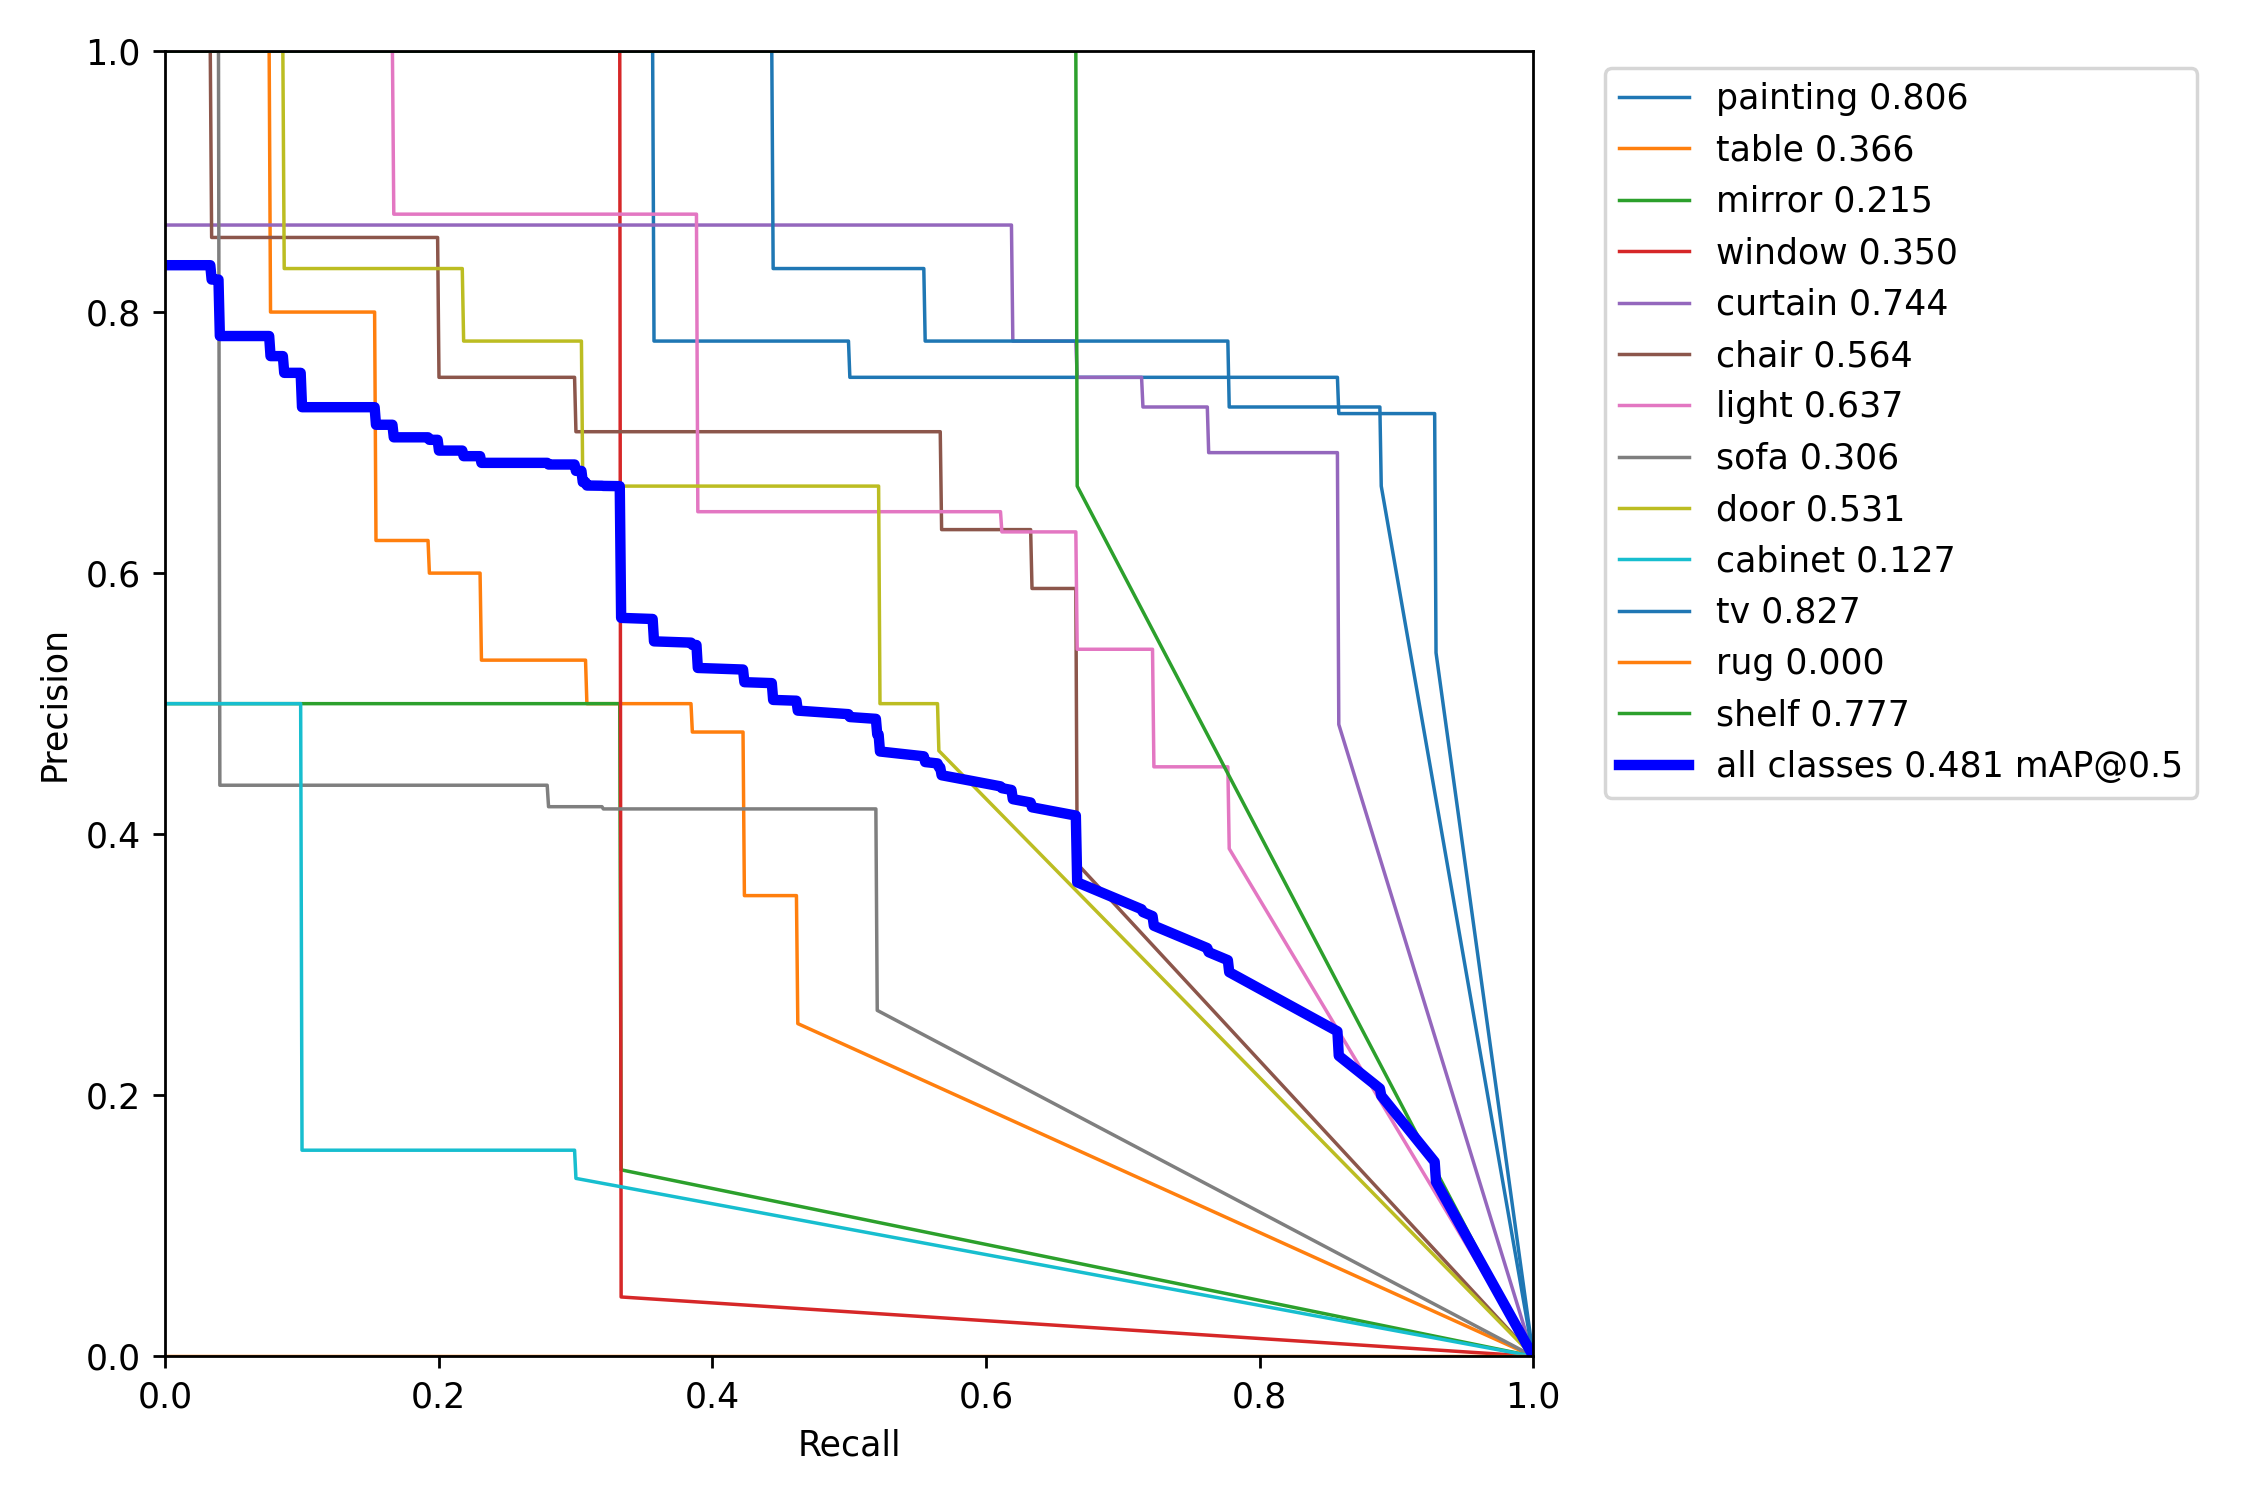 1.0
0.8
0.6
0.4
0.2
0.0
Precision
0.0 0.2 0.4 0.6 0.8 1.0
Recall
painting 0.806
table 0.366
mirror 0.215
window 0.350
curtain 0.744
chair 0.564
light 0.637
sofa 0.306
door 0.531
cabinet 0.127
tv 0.827
rug 0.000
shelf 0.777
all classes 0.481 mAP@0.5